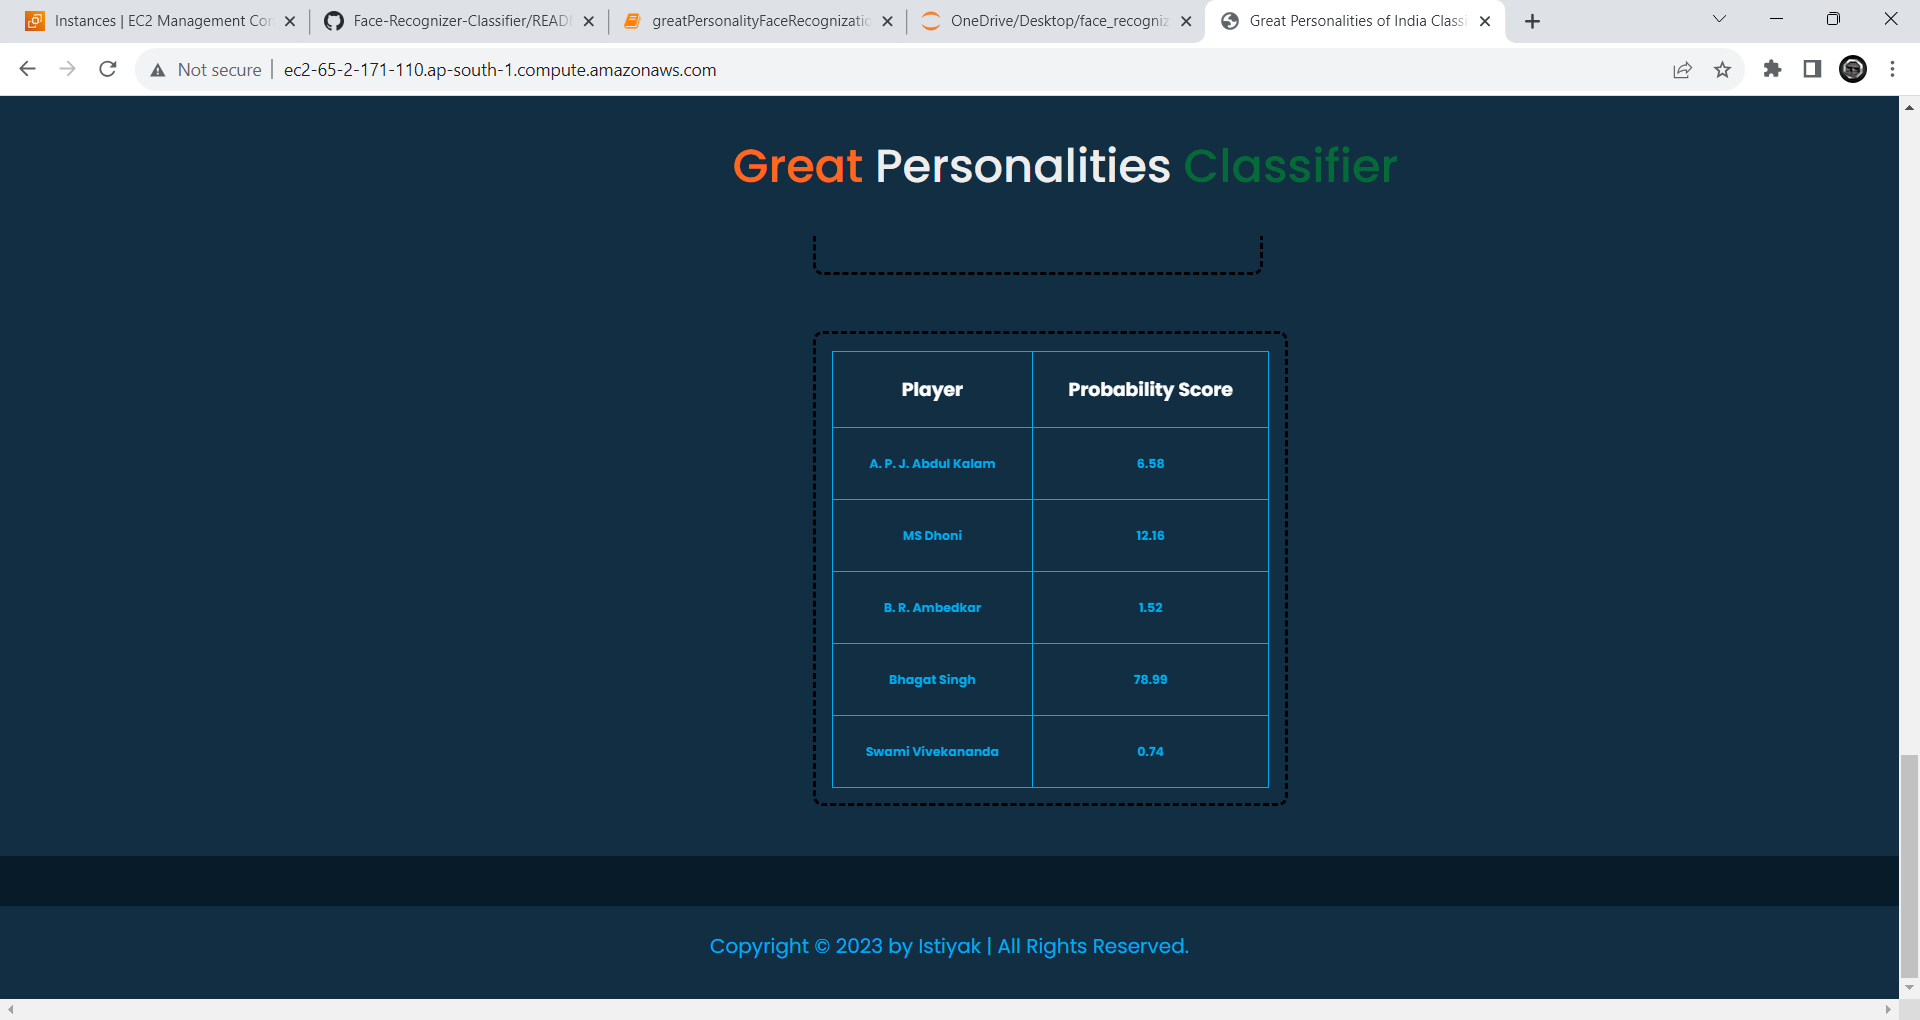 Instances | EC2 Management Con
Face-Recognizer-Classifier/READ
greatPersonalityFaceRecognizatio
OneDrive/Desktop/face_recogniz
Great Personalities of India Classi
Not secure | ec2-65-2-171-110.ap-south-1.compute.amazonaws.com
Great Personalities Classifier
Player Probability Score
A. P. J. Abdul Kalam 6.58
MS Dhoni 12.16
B. R. Ambedkar 1.52
Bhagat Singh 78.99
Swami Vivekananda 0.74
Copyright © 2023 by Istiyak | All Rights Reserved.